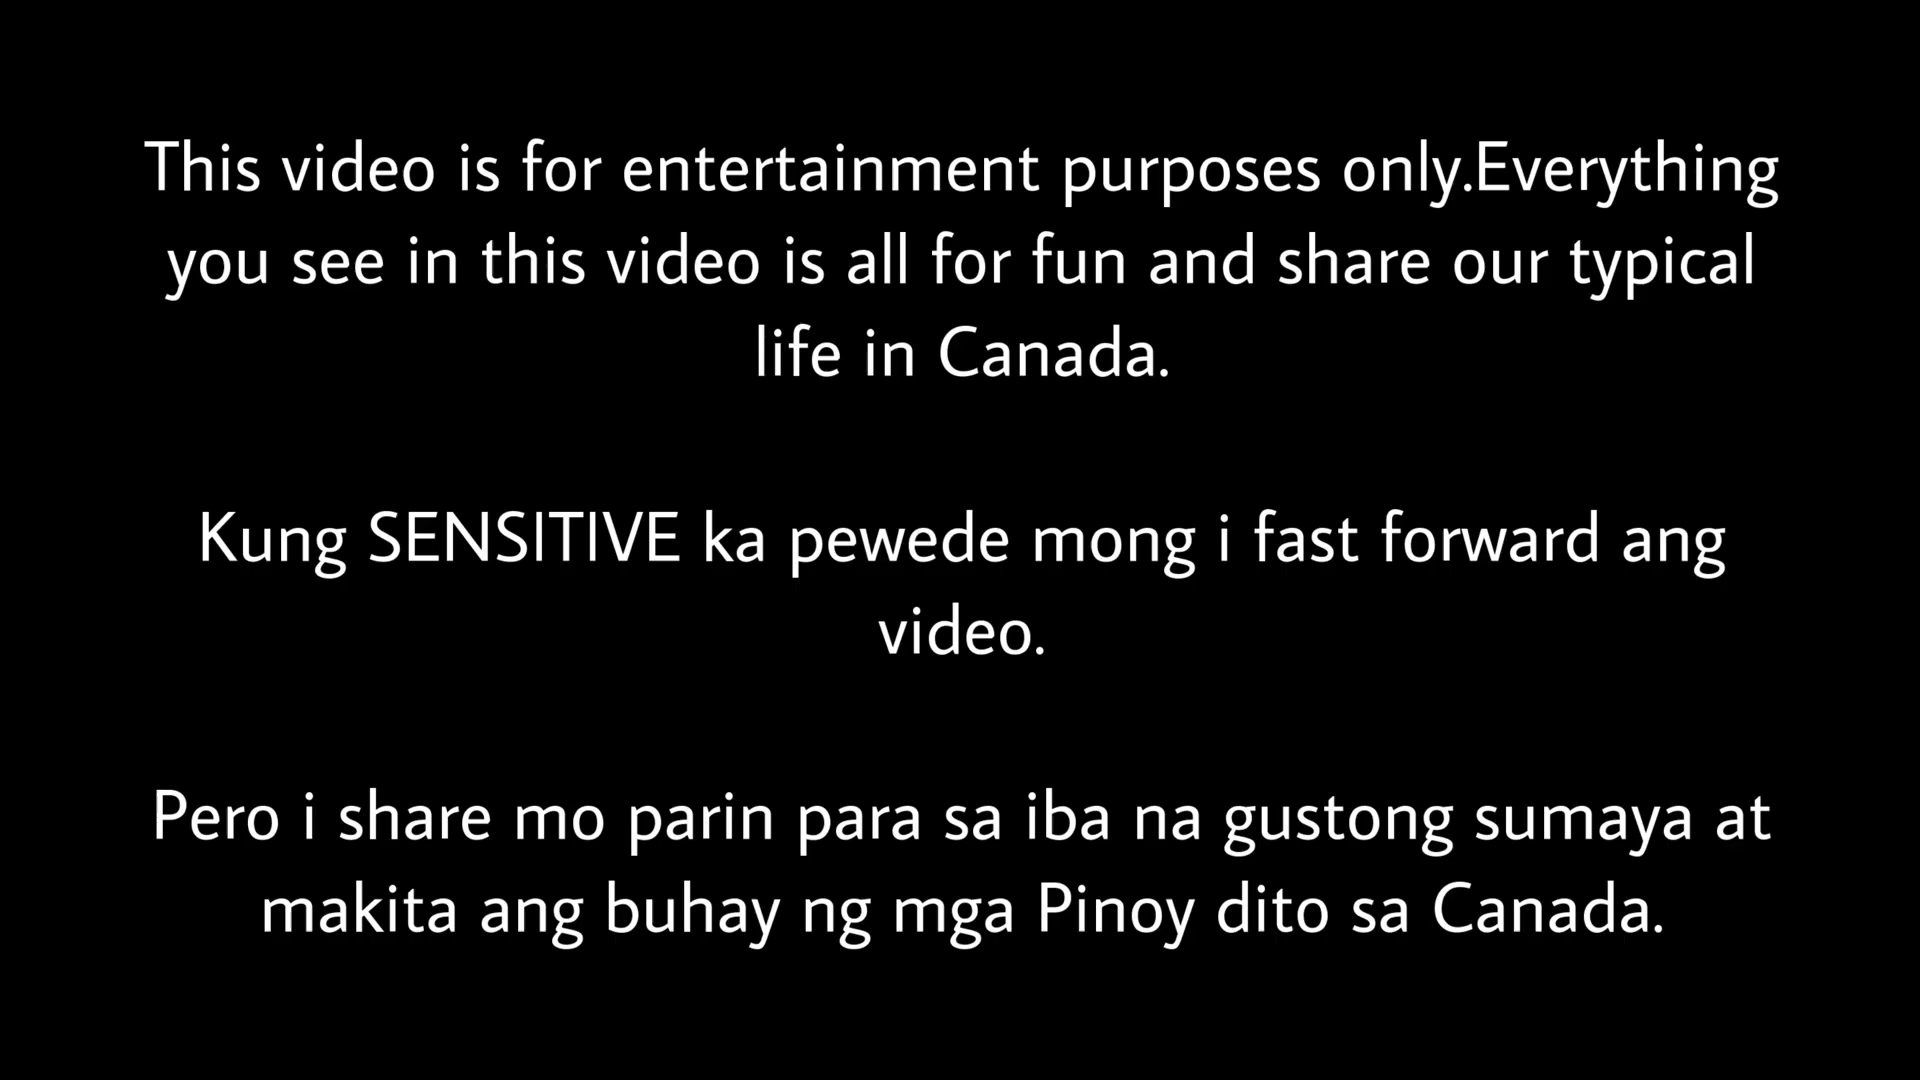 This video is for entertainment purposes only.Everything
you see in this video is all for fun and share our typical
life in Canada.
Kung SENSITIVE ka pewede mong i fast forward ang
video.
Pero i share mo parin para sa iba na gustong sumaya at
makita ang buhay ng mga Pinoy dito sa Canada.